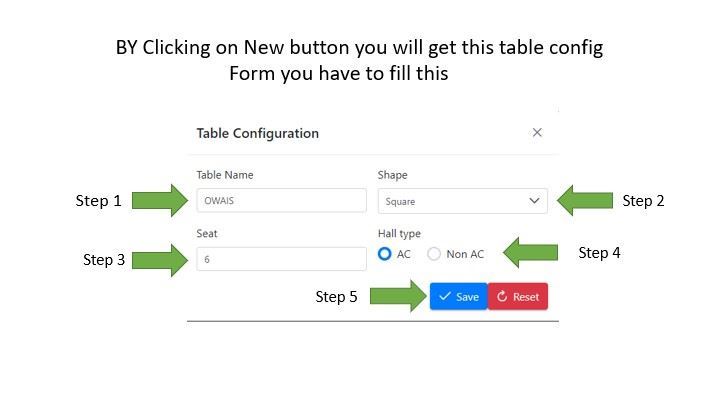 BY Clicking on New button you will get this table config
Form you have to fill this
Table Configuration
Table Name
Shape
Step 1
OWAIS
Square
Step 2
Seat
Hall type
Step 3
6
AC
Non AC
Step 4
Step 5
Save
Reset